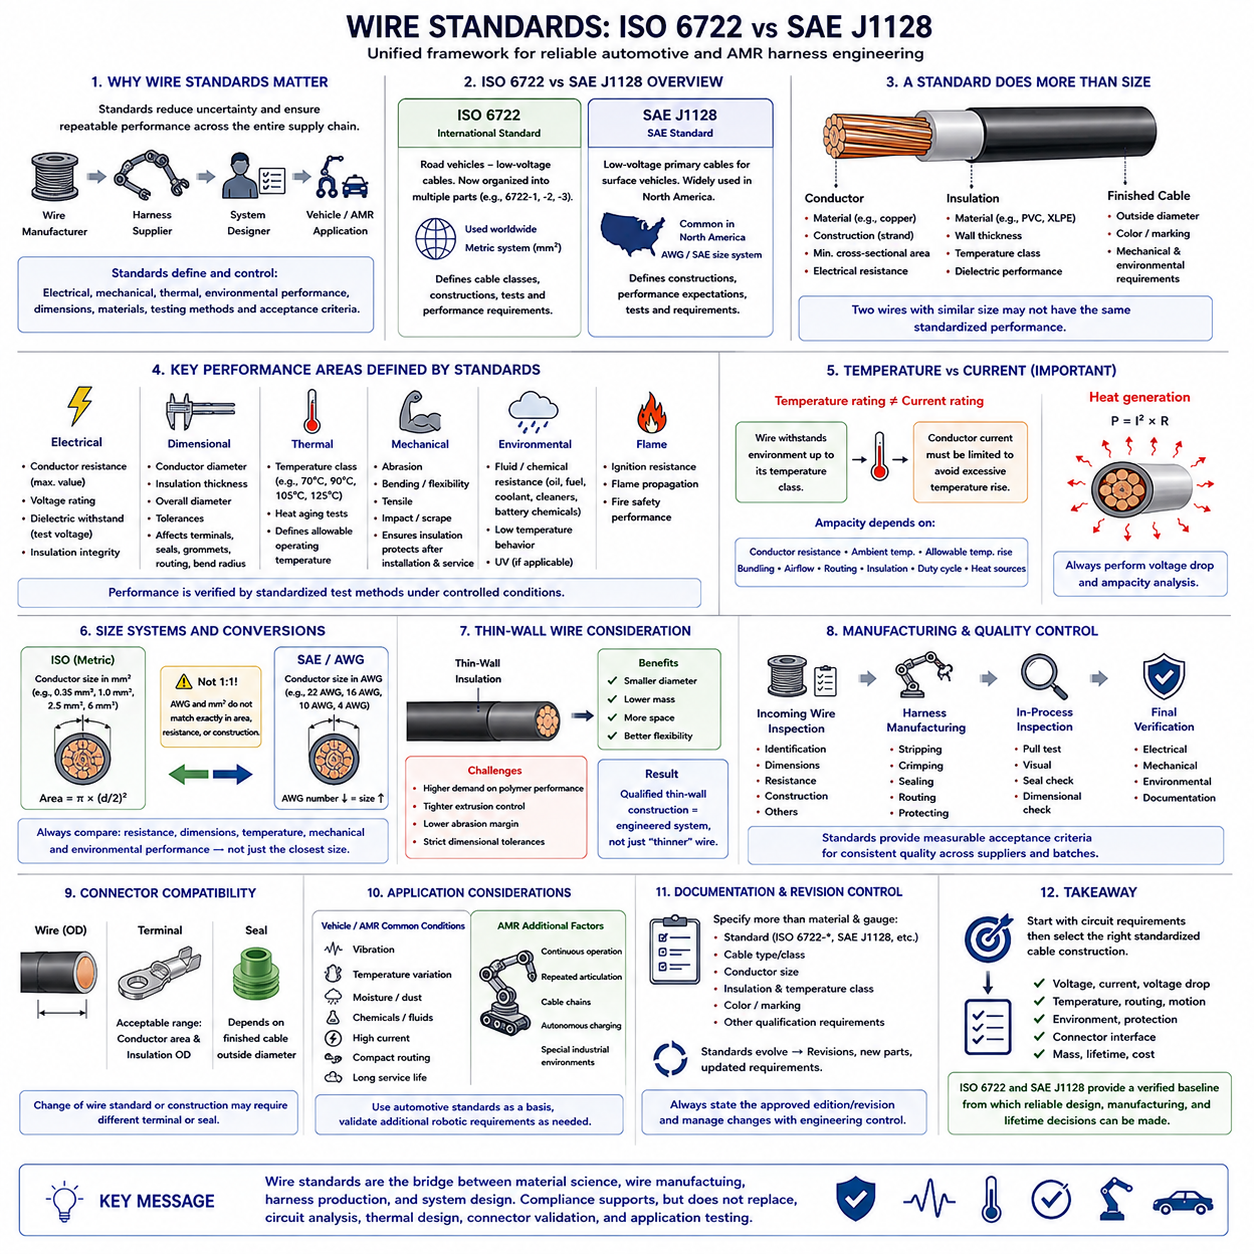 WIRE STANDARDS: ISO 6722 vs SAE J1128
Unified framework for reliable automotive and AMR harness engineering
1. WHY WIRE STANDARDS MATTER
Standards reduce uncertainty and ensure
repeatable performance across the entire supply chain.
Wire
Manufacturer
Harness
Supplier
System
Designer
Vehicle / AMR
Application
Standards define and control:
Electrical, mechanical, thermal, environmental performance,
dimensions, materials, testing methods and acceptance criteria.
2. ISO 6722 vs SAE J1128 OVERVIEW
ISO 6722
International Standard
Road vehicles – low-voltage
cables. Now organized into
multiple parts (e.g., 6722-1, -2, -3).
Used worldwide
Metric system (mm²)
Defines cable classes,
constructions, tests and
performance requirements.
SAE J1128
SAE Standard
Low-voltage primary cables for
surface vehicles. Widely used in
North America.
Common in
North America
AWG / SAE size system
Defines constructions,
performance expectations,
tests and requirements.
3. A STANDARD DOES MORE THAN SIZE
Conductor
• Material (e.g., copper)
• Construction (strand)
• Min. cross-sectional area
• Electrical resistance
Insulation
• Material (e.g., PVC, XLPE)
• Wall thickness
• Temperature class
• Dielectric performance
Finished Cable
• Outside diameter
• Color / marking
• Mechanical &
environmental
requirements
Two wires with similar size may not have the same
standardized performance.
4. KEY PERFORMANCE AREAS DEFINED BY STANDARDS
Electrical
• Conductor resistance
(max. value)
• Voltage rating
• Dielectric withstand
(test voltage)
• Insulation integrity
Dimensional
• Conductor diameter
• Insulation thickness
• Overall diameter
• Tolerances
• Affects terminals,
seals, grommets,
routing, bend radius
Thermal
• Temperature class
(e.g., 70°C, 90°C,
105°C, 125°C)
• Heat aging tests
• Defines allowable
operating
temperature
Mechanical
• Abrasion
• Bending / flexibility
• Tensile
• Impact / scrape
• Ensures insulation
protects after
installation & service
Environmental
• Fluid / chemical
resistance (oil, fuel,
coolant, cleaners,
battery chemicals)
• Low temperature
behavior
• UV (if applicable)
Flame
• Ignition resistance
• Flame propagation
• Fire safety
performance
Performance is verified by standardized test methods under controlled conditions.
5. TEMPERATURE vs CURRENT (IMPORTANT)
Temperature rating ≠ Current rating
Wire withstands
environment up to
its temperature
class.
Conductor current
must be limited to
avoid excessive
temperature rise.
Ampacity depends on:
Conductor resistance • Ambient temp. • Allowable temp. rise
Bundling • Airflow • Routing • Insulation • Duty cycle • Heat sources
Heat generation
P = I² × R
Always perform voltage drop
and ampacity analysis.
6. SIZE SYSTEMS AND CONVERSIONS
ISO (Metric)
Conductor size in mm²
(e.g., 0.35 mm², 1.0 mm²,
2.5 mm², 6 mm²)
Area = π × (d/2)²
Not 1:1!
AWG and mm² do not
match exactly in area,
resistance, or construction.
SAE / AWG
Conductor size in AWG
(e.g., 22 AWG, 16 AWG,
10 AWG, 4 AWG)
AWG number ↓ = size ↑
Always compare: resistance, dimensions, temperature, mechanical
and environmental performance — not just the closest size.
7. THIN-WALL WIRE CONSIDERATION
Thin-Wall
Insulation
Benefits
✓ Smaller diameter
✓ Lower mass
✓ More space
✓ Better flexibility
Challenges
• Higher demand on polymer performance
• Tighter extrusion control
• Lower abrasion margin
• Strict dimensional tolerances
Result
Qualified thin-wall
construction =
engineered system,
not just "thinner" wire.
8. MANUFACTURING & QUALITY CONTROL
Incoming Wire
Inspection
• Identification
• Dimensions
• Resistance
• Construction
• Others
Harness
Manufacturing
• Stripping
• Crimping
• Sealing
• Routing
• Protecting
In-Process
Inspection
• Pull test
• Visual
• Seal check
• Dimensional
check
Final
Verification
• Electrical
• Mechanical
• Environmental
• Documentation
Standards provide measurable acceptance criteria
for consistent quality across suppliers and batches.
9. CONNECTOR COMPATIBILITY
Wire (OD)
Terminal
Acceptable range:
Conductor area &
Insulation OD
Seal
Depends on
finished cable
outside diameter
Change of wire standard or construction may require
different terminal or seal.
10. APPLICATION CONSIDERATIONS
Vehicle / AMR Common Conditions
Vibration
Temperature variation
Moisture / dust
Chemicals / fluids
High current
Compact routing
Long service life
AMR Additional Factors
Continuous operation
Repeated articulation
Cable chains
Autonomous charging
Special industrial
environments
Use automotive standards as a basis,
validate additional robotic requirements as needed.
11. DOCUMENTATION & REVISION CONTROL
Specify more than material & gauge:
• Standard (ISO 6722-*, SAE J1128, etc.)
• Cable type/class
• Conductor size
• Insulation & temperature class
• Color / marking
• Other qualification requirements
Standards evolve → Revisions, new parts,
updated requirements.
Always state the approved edition/revision
and manage changes with engineering control.
12. TAKEAWAY
Start with circuit requirements
then select the right standardized
cable construction.
✓ Voltage, current, voltage drop
✓ Temperature, routing, motion
✓ Environment, protection
✓ Connector interface
✓ Mass, lifetime, cost
ISO 6722 and SAE J1128 provide a verified baseline
from which reliable design, manufacturing, and
lifetime decisions can be made.
KEY MESSAGE
Wire standards are the bridge between material science, wire manufactuing,
harness production, and system design. Compliance supports, but does not replace,
circuit analysis, thermal design, connector validation, and application testing.